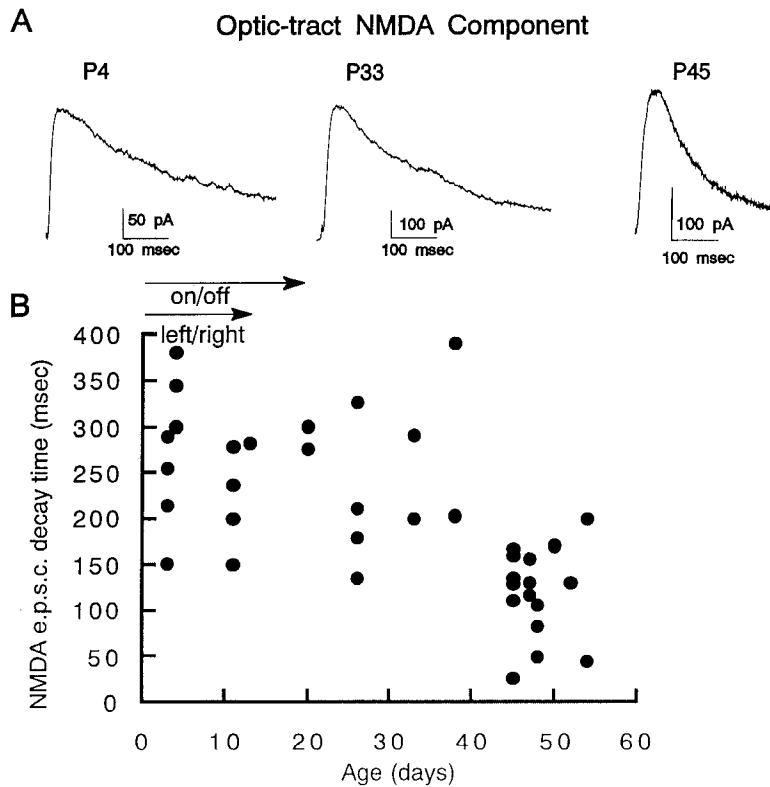 A
Optic-tract NMDA Component
P4
P33
P45
50 pA
100 msec
100 pA
100 msec
100 pA
100 msec
on/off
left/right
B
NMDA e.p.s.c. decay time (msec)
400
350
300
250
200
150
100
50
0
0 10 20 30 40 50 60
Age (days)